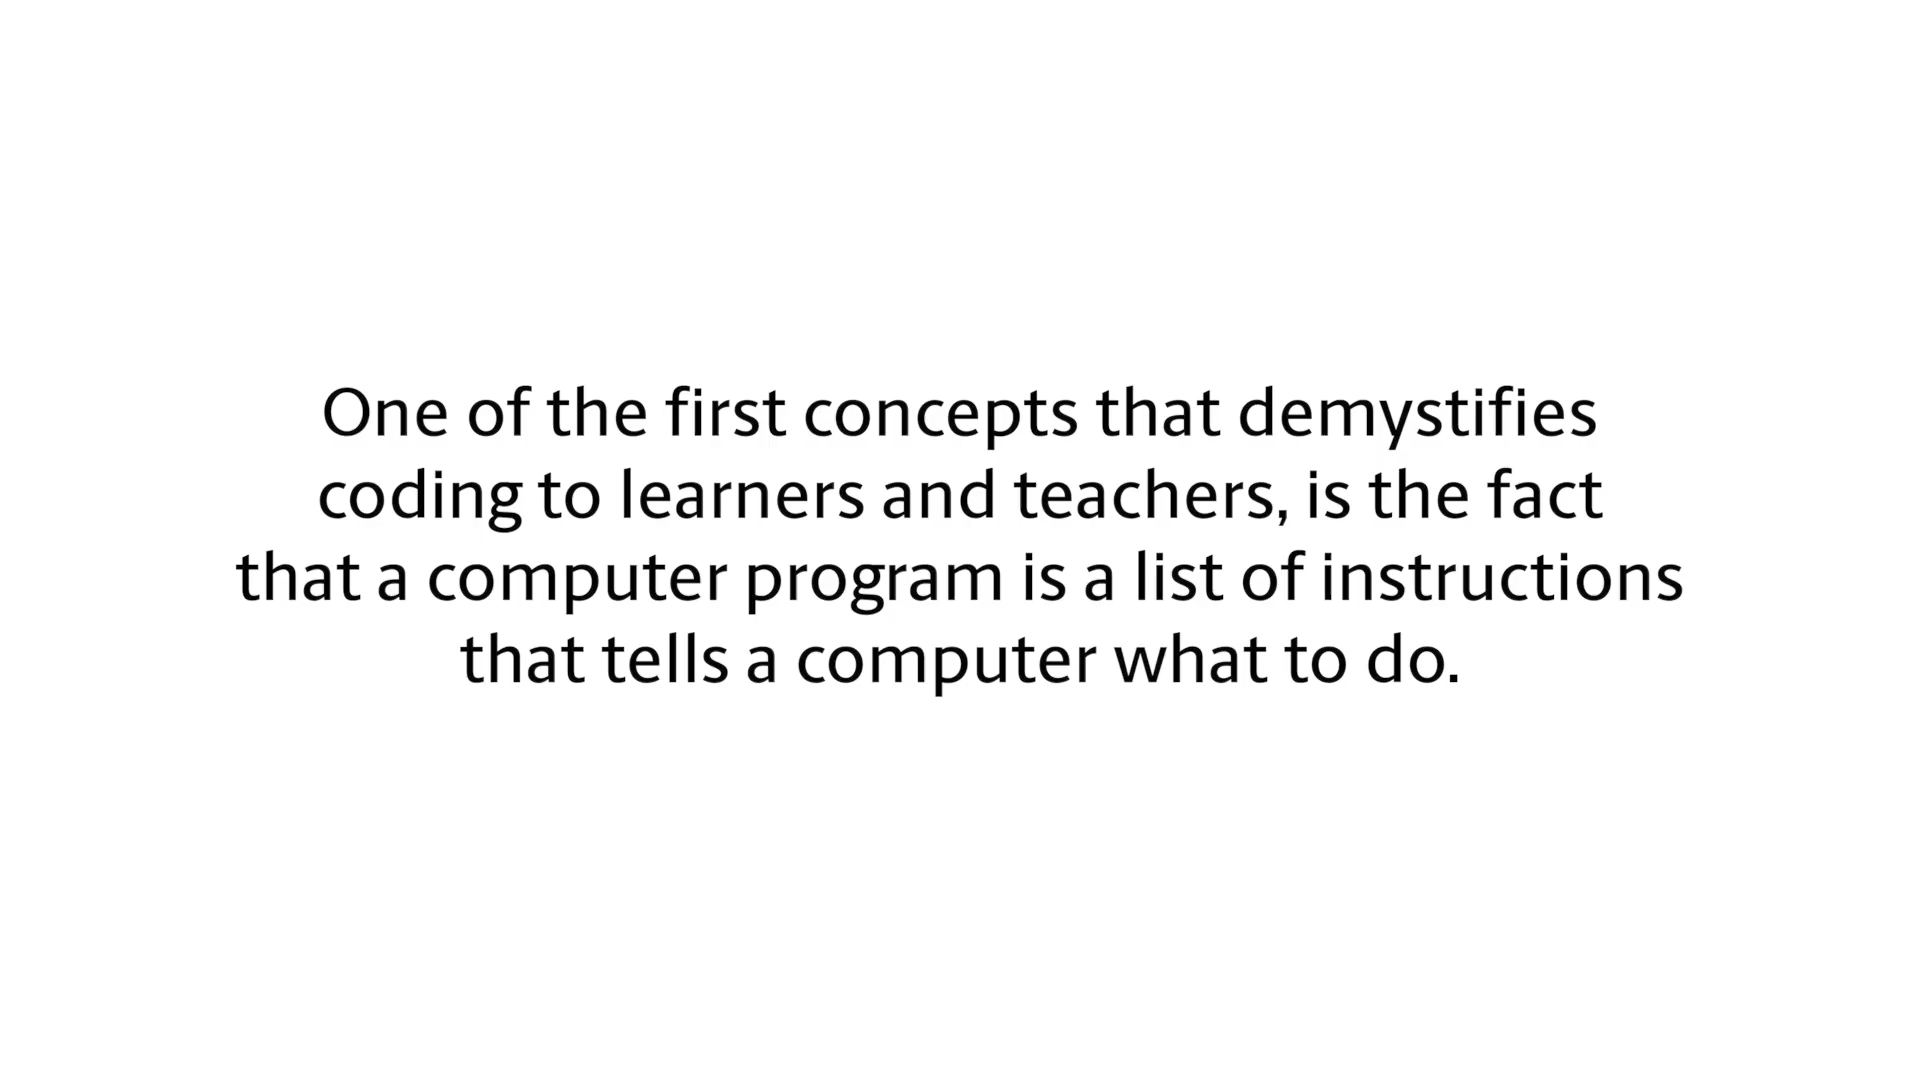 One of the first concepts that demystifies
coding to learners and teachers, is the fact
that a computer program is a list of instructions
that tells a computer what to do.